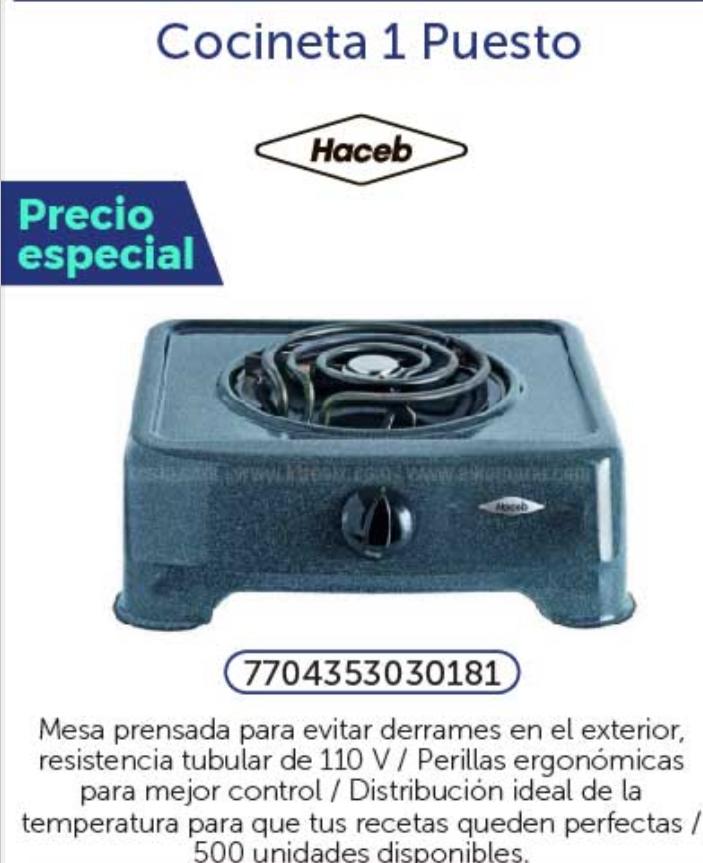 Cocineta 1 Puesto
Haceb
Precio
especial
Haceb
7704353030181
Mesa prensada para evitar derrames en el exterior,
resistencia tubular de 110 V / Perillas ergonómicas
para mejor control / Distribución ideal de la
temperatura para que tus recetas queden perfectas /
500 unidades disponibles.